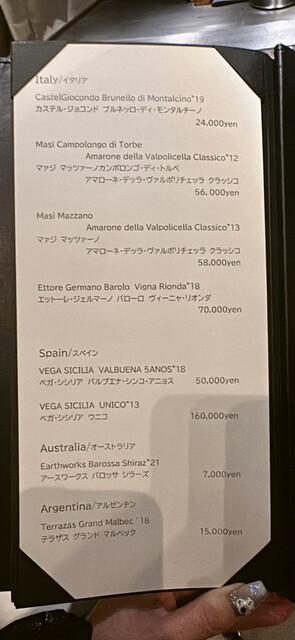 Italy/イタリア
CastelGiocondo Brunello di Montalcino'19
カステル・ジョコンド ブルネッロ・ディ・モンタルチーノ
24,000yen
Masi Campolongo di Torbe
Amarone della Valpolicella Classico'12
マァジ マッツァーノカンポロンゴ・ディ・トルベ
アマローネ・デッラ・ヴァルポリチェッラ クラッシコ
56,000yen
Masi Mazzano
Amarone della Valpolicella Classico'13
マァジ マッツァーノ
アマローネ・デッラ・ヴァルポリチェッラ クラッシコ
58,000yen
Ettore Germano Barolo Vigna Rionda'18
エットーレ・ジェルマーノ バローロ ヴィーニャ・リオンダ
70,000yen
Spain/スペイン
VEGA SICILIA VALBUENA 5ANOS'18
ベガ・シシリア バルブエナ・シンコ・アニョス 50,000yen
VEGA SICILIA UNICO'13
ベガ・シシリア ウニコ 160,000yen
Australia/オーストラリア
Earthworks Barossa Shiraz'21
アースワークス バロッサ シラーズ 7,000yen
Argentina/アルゼンチン
Terrazas Grand Malbec '18
テラザス グランド マルベック 15,000yen